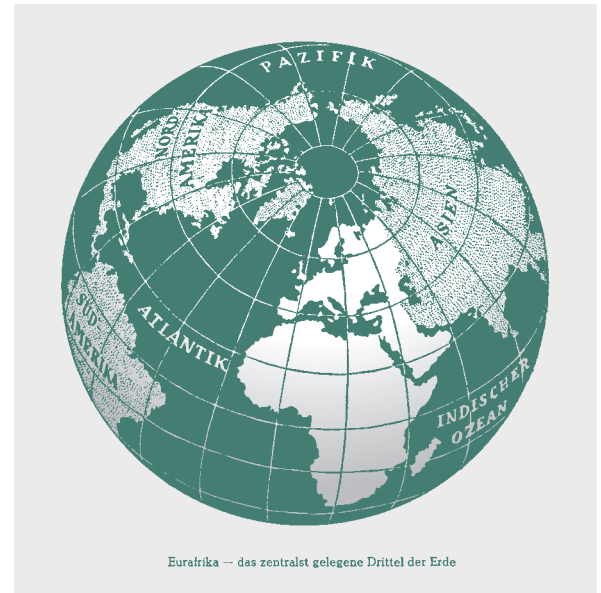 PAZIFIK
NORD-
AMERIKA
ASIEN
SÜD-
AMERIKA
ATLANTIK
INDISCHER
OZEAN
Eurafrika — das zentralst gelegene Drittel der Erde